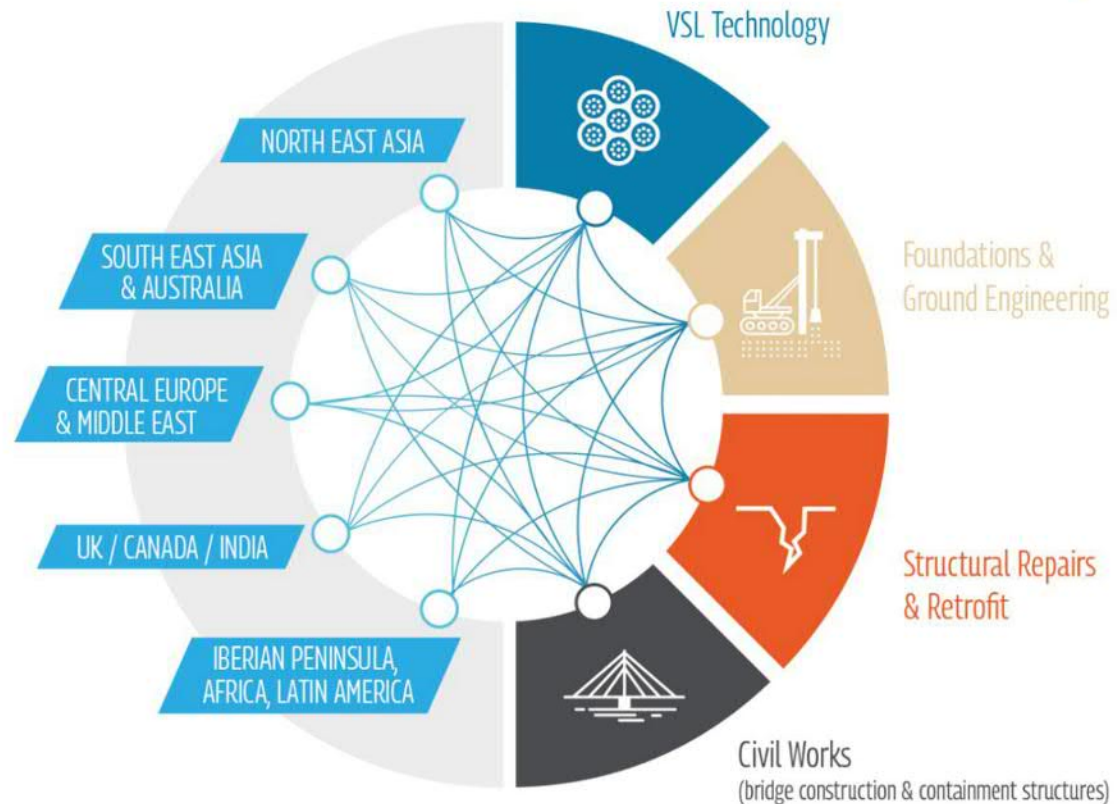 VSL Technology
NORTH EAST ASIA
SOUTH EAST ASIA
& AUSTRALIA
Foundations &
Ground Engineering
CENTRAL EUROPE
& MIDDLE EAST
UK / CANADA / INDIA
Structural Repairs
& Retrofit
IBERIAN PENINSULA,
AFRICA, LATIN AMERICA
Civil Works
(bridge construction & containment structures)